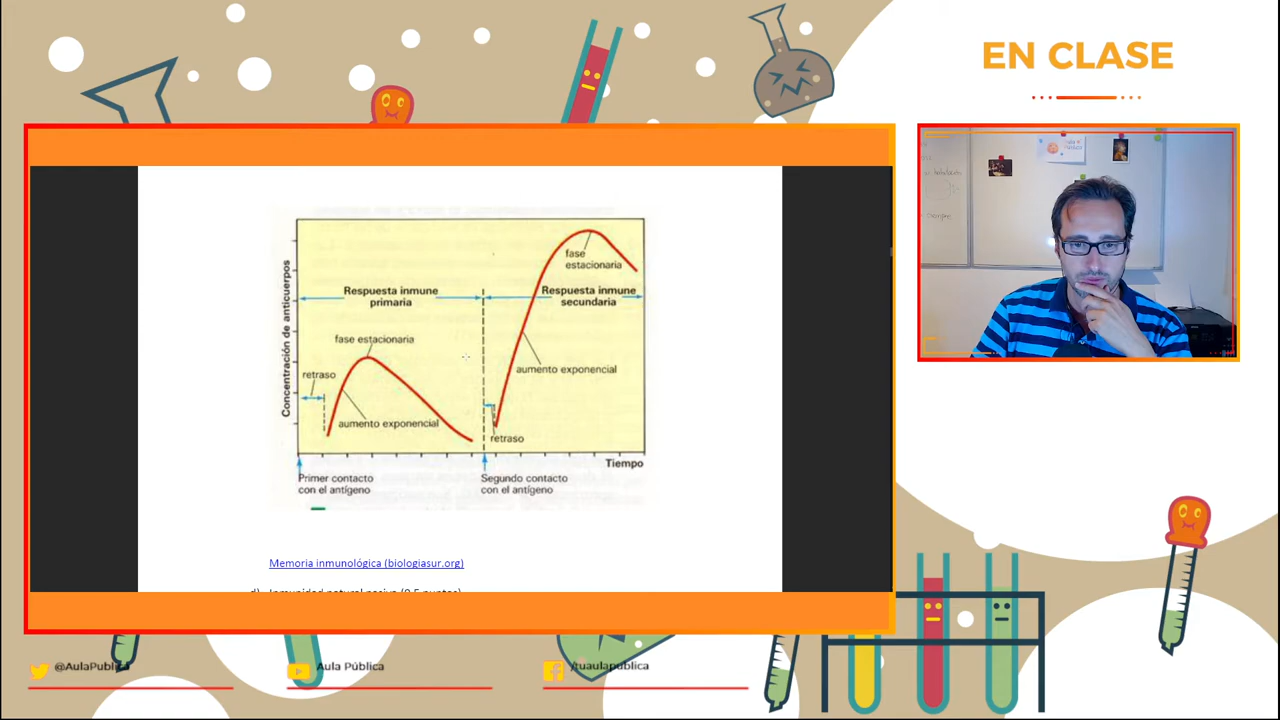 EN CLASE
fase
estacionaria
Respuesta inmune
primaria
Respuesta inmune
secundaria
Concentración de anticuerpos
fase estacionaria
retraso
aumento exponencial
aumento exponencial
retraso
Tiempo
Primer contacto
con el antígeno
Segundo contacto
con el antígeno
Memoria inmunológica (biologiasur.org)
@AulaPublica
Aula Pública
/tuaulapublica